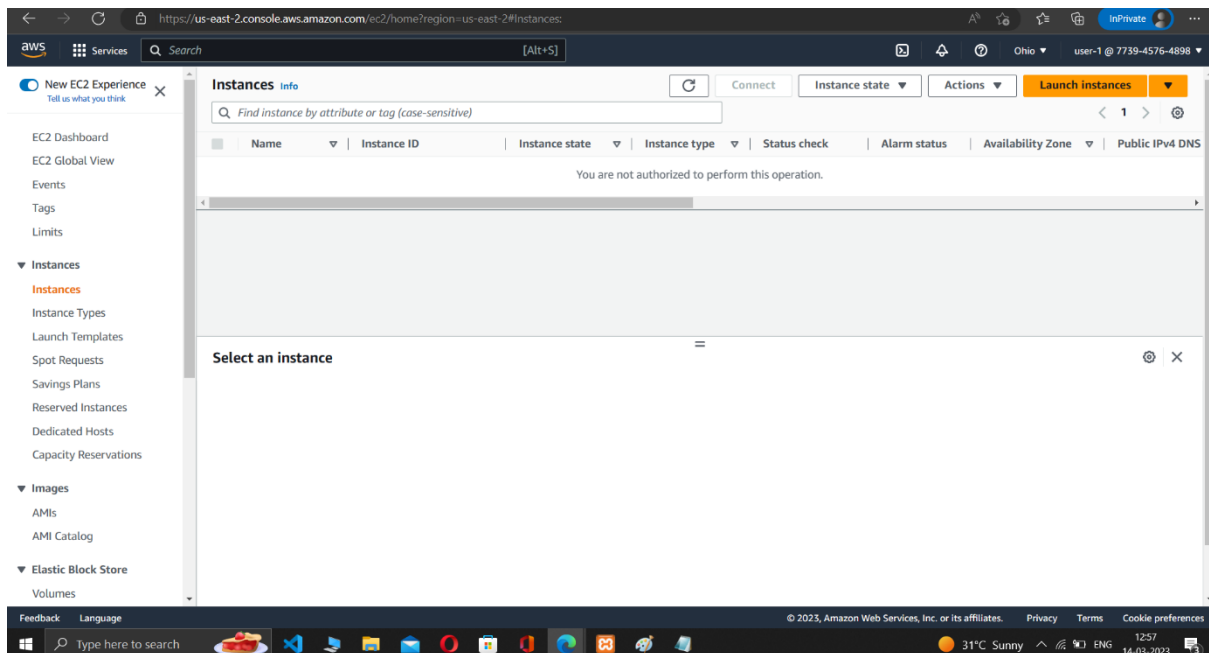 https://us-east-2.console.aws.amazon.com/ec2/home?region=us-east-2#Instances:
InPrivate
aws
Services
Search
[Alt+S]
Ohio
user-1 @ 7739-4576-4898
New EC2 Experience
Tell us what you think
EC2 Dashboard
EC2 Global View
Events
Tags
Limits
Instances
Instances
Instance Types
Launch Templates
Spot Requests
Savings Plans
Reserved Instances
Dedicated Hosts
Capacity Reservations
Images
AMIs
AMI Catalog
Elastic Block Store
Volumes
Instances Info
Connect
Instance state
Actions
Launch instances
Find instance by attribute or tag (case-sensitive)
1
Name
Instance ID
Instance state
Instance type
Status check
Alarm status
Availability Zone
Public IPv4 DNS
You are not authorized to perform this operation.
Select an instance
Feedback
Language
© 2023, Amazon Web Services, Inc. or its affiliates.
Privacy
Terms
Cookie preferences
Type here to search
31°C Sunny
ENG
12:57
14-03-2023